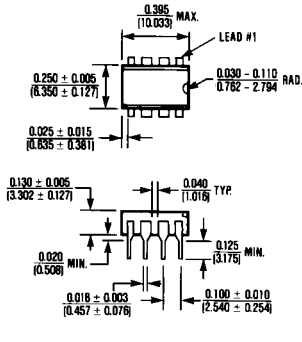 0.395
(10.033)
MAX.
LEAD #1
0.250 ± 0.005
(6.350 ± 0.127)
0.030 - 0.110
0.762 - 2.794
RAD.
0.025 ± 0.015
(0.635 ± 0.381)
0.130 ± 0.005
(3.302 ± 0.127)
0.040
(1.016)
TYP.
0.020
(0.508)
MIN.
0.125
(3.175)
MIN.
0.018 ± 0.003
(0.457 ± 0.076)
0.100 ± 0.010
(2.540 ± 0.254)